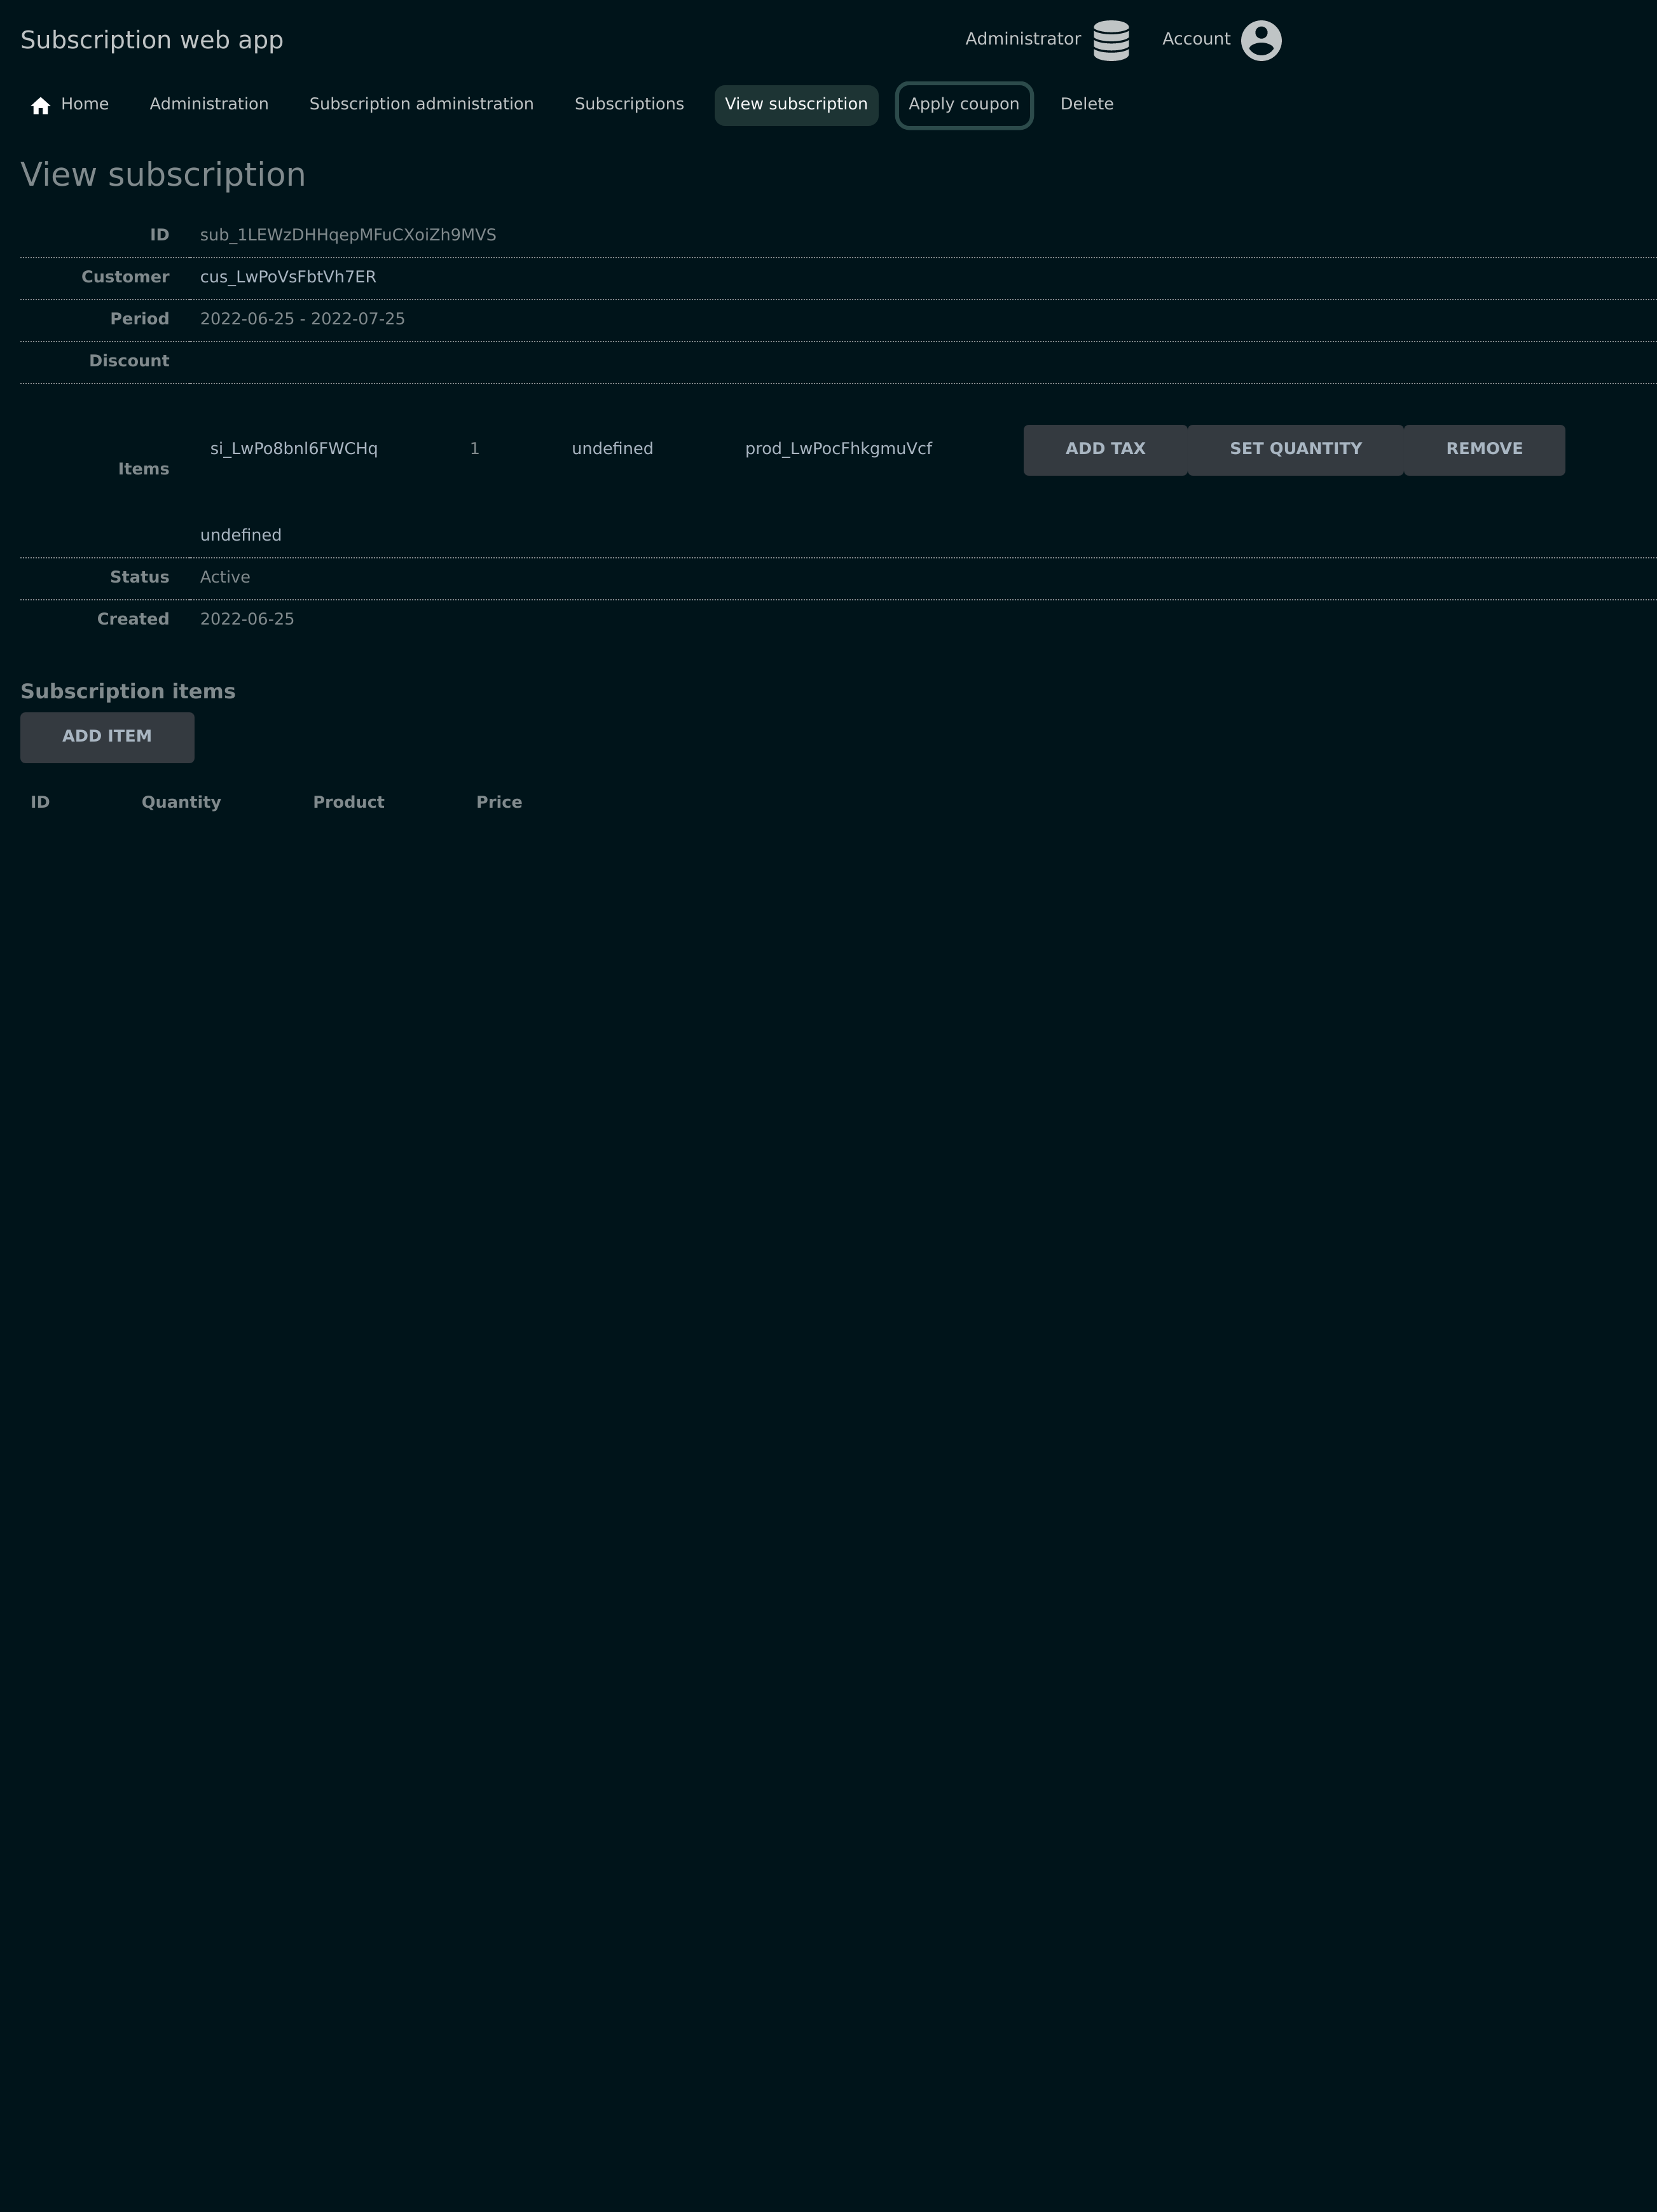 Subscription web app
Administrator
Account
Home
Administration
Subscription administration
Subscriptions
View subscription
Apply coupon
Delete
View subscription
ID sub_1LEWzDHHqepMFuCXoiZh9MVS
Customer cus_LwPoVsFbtVh7ER
Period 2022-06-25 - 2022-07-25
Discount
Items si_LwPo8bnl6FWCHq 1 undefined prod_LwPocFhkgmuVcf ADD TAX SET QUANTITY REMOVE
undefined
Status Active
Created 2022-06-25
Subscription items
ADD ITEM
ID Quantity Product Price